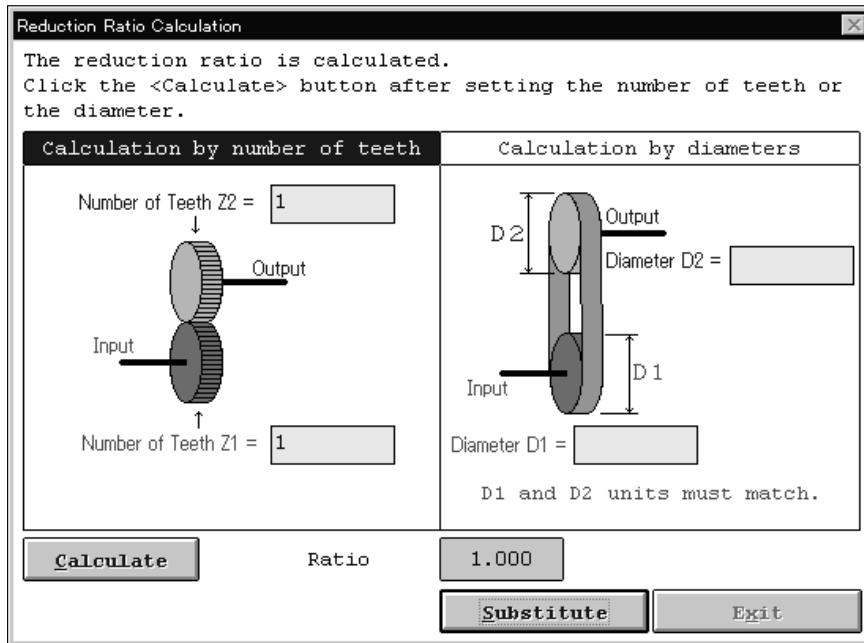 Reduction Ratio Calculation
The reduction ratio is calculated.
Click the <Calculate> button after setting the number of teeth or
the diameter.
Calculation by number of teeth
Number of Teeth Z2 = 1
Output
Input
Number of Teeth Z1 = 1
Calculation by diameters
D2
Output
Diameter D2 =
Input
D1
Diameter D1 =
D1 and D2 units must match.
Calculate
Ratio
1.000
Substitute
Exit